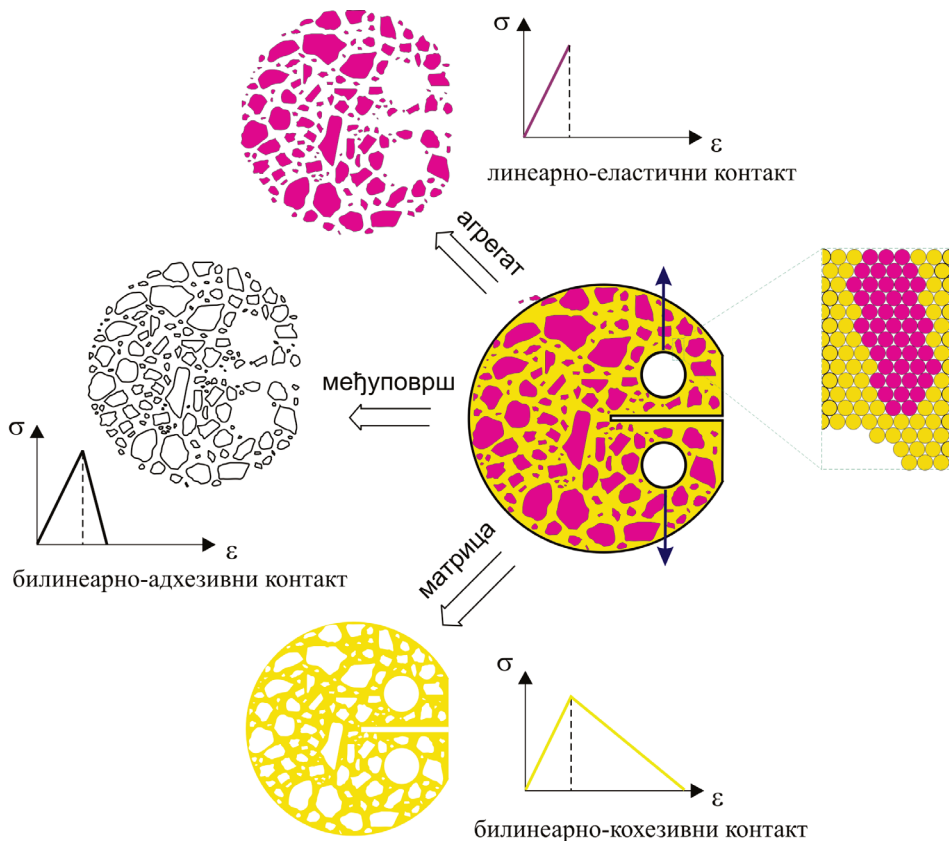 σ
ε
линеарно-еластични контакт
агрегат
међуповрш
σ
ε
билинеарно-адхезивни контакт
матрица
σ
ε
билинеарно-кохезивни контакт